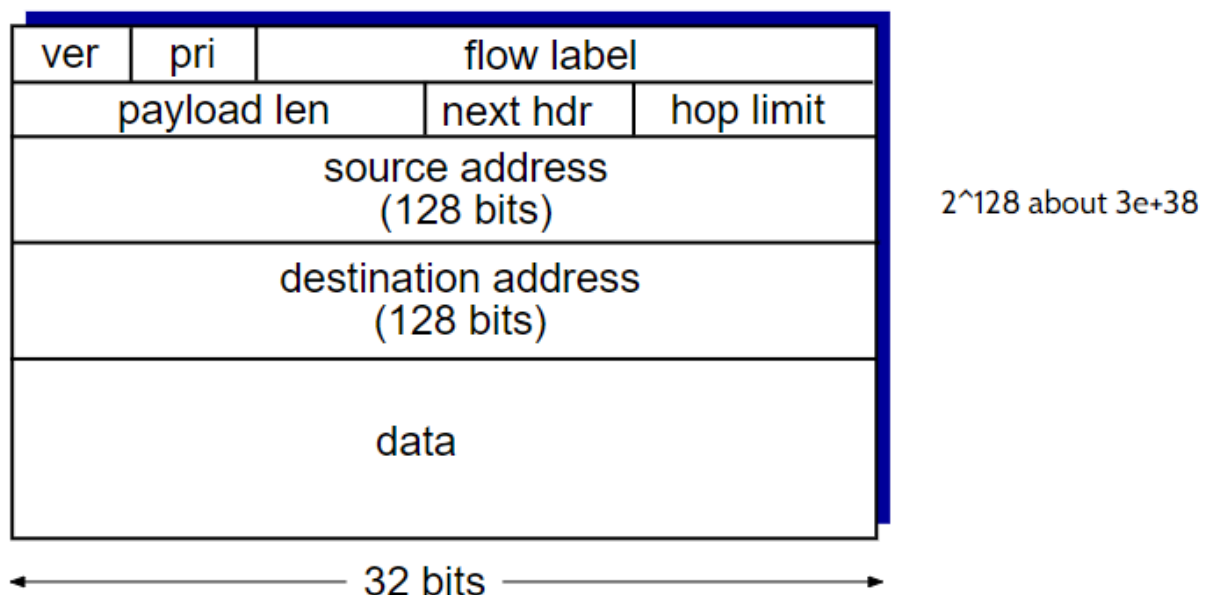 ver pri flow label
payload len next hdr hop limit
source address
(128 bits)
2^128 about 3e+38
destination address
(128 bits)
data
32 bits